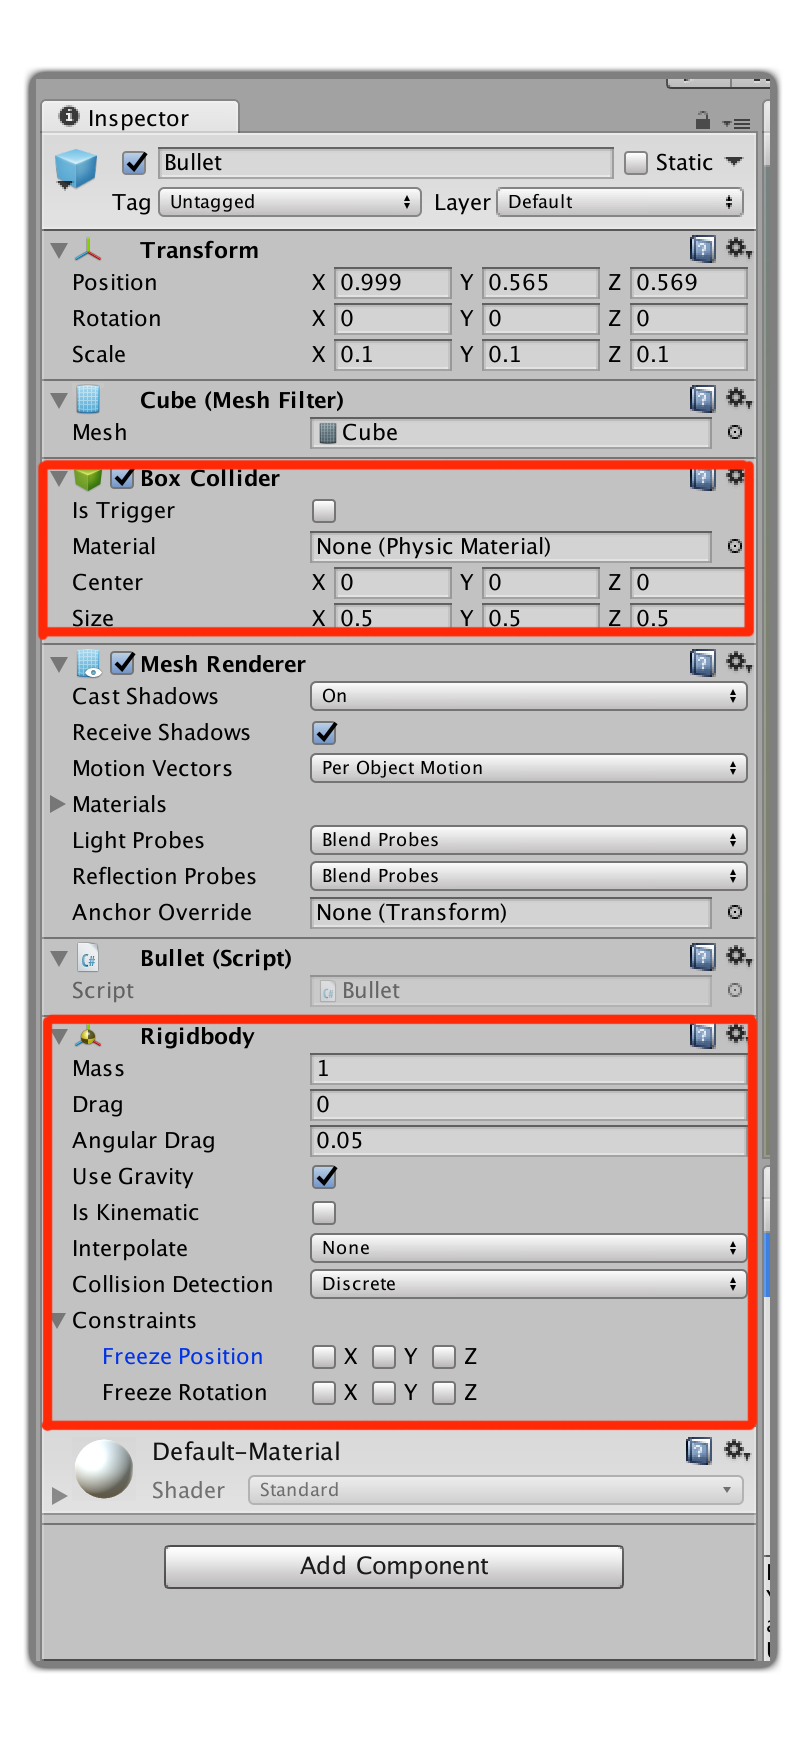 Inspector
Bullet Static
Tag Untagged Layer Default
Transform
Position X 0.999 Y 0.565 Z 0.569
Rotation X 0 Y 0 Z 0
Scale X 0.1 Y 0.1 Z 0.1
Cube (Mesh Filter)
Mesh Cube
Box Collider
Is Trigger
Material None (Physic Material)
Center X 0 Y 0 Z 0
Size X 0.5 Y 0.5 Z 0.5
Mesh Renderer
Cast Shadows On
Receive Shadows
Motion Vectors Per Object Motion
Materials
Light Probes Blend Probes
Reflection Probes Blend Probes
Anchor Override None (Transform)
C# Bullet (Script)
Script Bullet
Rigidbody
Mass 1
Drag 0
Angular Drag 0.05
Use Gravity
Is Kinematic
Interpolate None
Collision Detection Discrete
Constraints
Freeze Position X Y Z
Freeze Rotation X Y Z
Default-Material
Shader Standard
Add Component